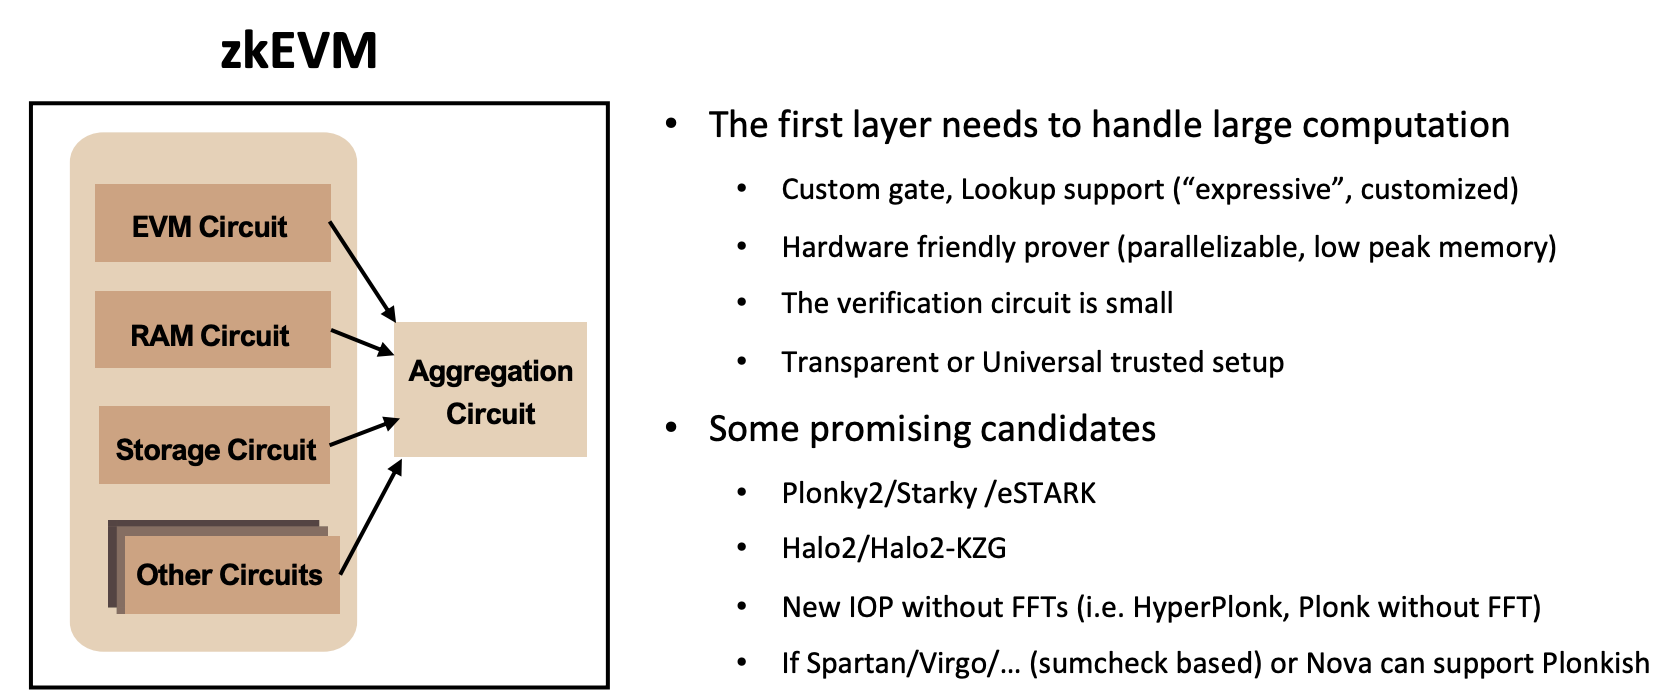 zkEVM
EVM Circuit
RAM Circuit
Storage Circuit
Other Circuits
Aggregation
Circuit
• The first layer needs to handle large computation
• Custom gate, Lookup support (“expressive”, customized)
• Hardware friendly prover (parallelizable, low peak memory)
• The verification circuit is small
• Transparent or Universal trusted setup
• Some promising candidates
• Plonky2/Starky /eSTARK
• Halo2/Halo2-KZG
• New IOP without FFTs (i.e. HyperPlonk, Plonk without FFT)
• If Spartan/Virgo/... (sumcheck based) or Nova can support Plonkish